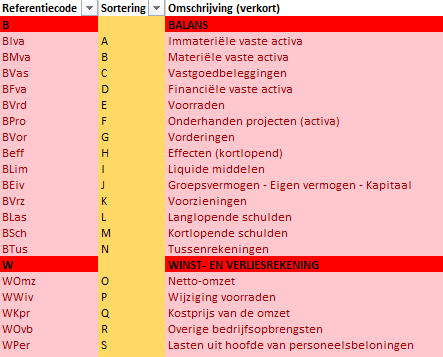 Referentiecode Sortering Omschrijving (verkort)
B BALANS
BIva A Immateriële vaste activa
BMva B Materiële vaste activa
BVas C Vastgoedbeleggingen
BFva D Financiële vaste activa
BVrd E Voorraden
BPro F Onderhanden projecten (activa)
BVor G Vorderingen
Beff H Effecten (kortlopend)
BLim I Liquide middelen
BEiv J Groepsvermogen - Eigen vermogen - Kapitaal
BVrz K Voorzieningen
BLas L Langlopende schulden
BSch M Kortlopende schulden
BTus N Tussenrekeningen
W WINST- EN VERLIESREKENING
WOmz O Netto-omzet
WWiv P Wijziging voorraden
WKpr Q Kostprijs van de omzet
WOvb R Overige bedrijfsopbrengsten
WPer S Lasten uit hoofde van personeelsbeloningen